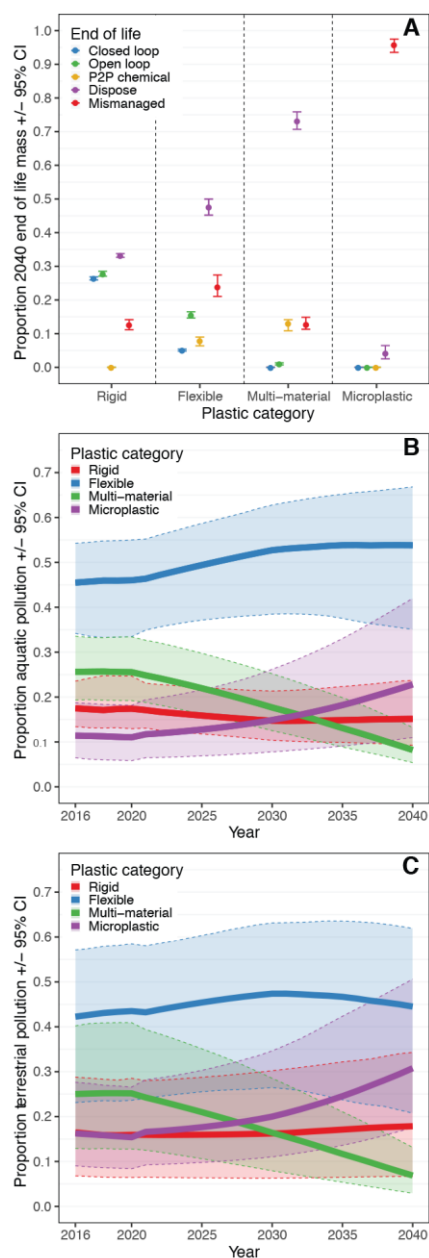 A
End of life
Closed loop
Open loop
P2P chemical
Dispose
Mismanaged
Proportion 2040 end of life mass +/− 95% CI
1.0
0.9
0.8
0.7
0.6
0.5
0.4
0.3
0.2
0.1
0.0
Rigid Flexible Multi−material Microplastic
Plastic category
B
Plastic category
Rigid
Flexible
Multi−material
Microplastic
Proportion aquatic pollution +/− 95% CI
0.7
0.6
0.5
0.4
0.3
0.2
0.1
0.0
2016 2020 2025 2030 2035 2040
Year
C
Plastic category
Rigid
Flexible
Multi−material
Microplastic
Proportion terrestrial pollution +/− 95% CI
0.7
0.6
0.5
0.4
0.3
0.2
0.1
0.0
2016 2020 2025 2030 2035 2040
Year